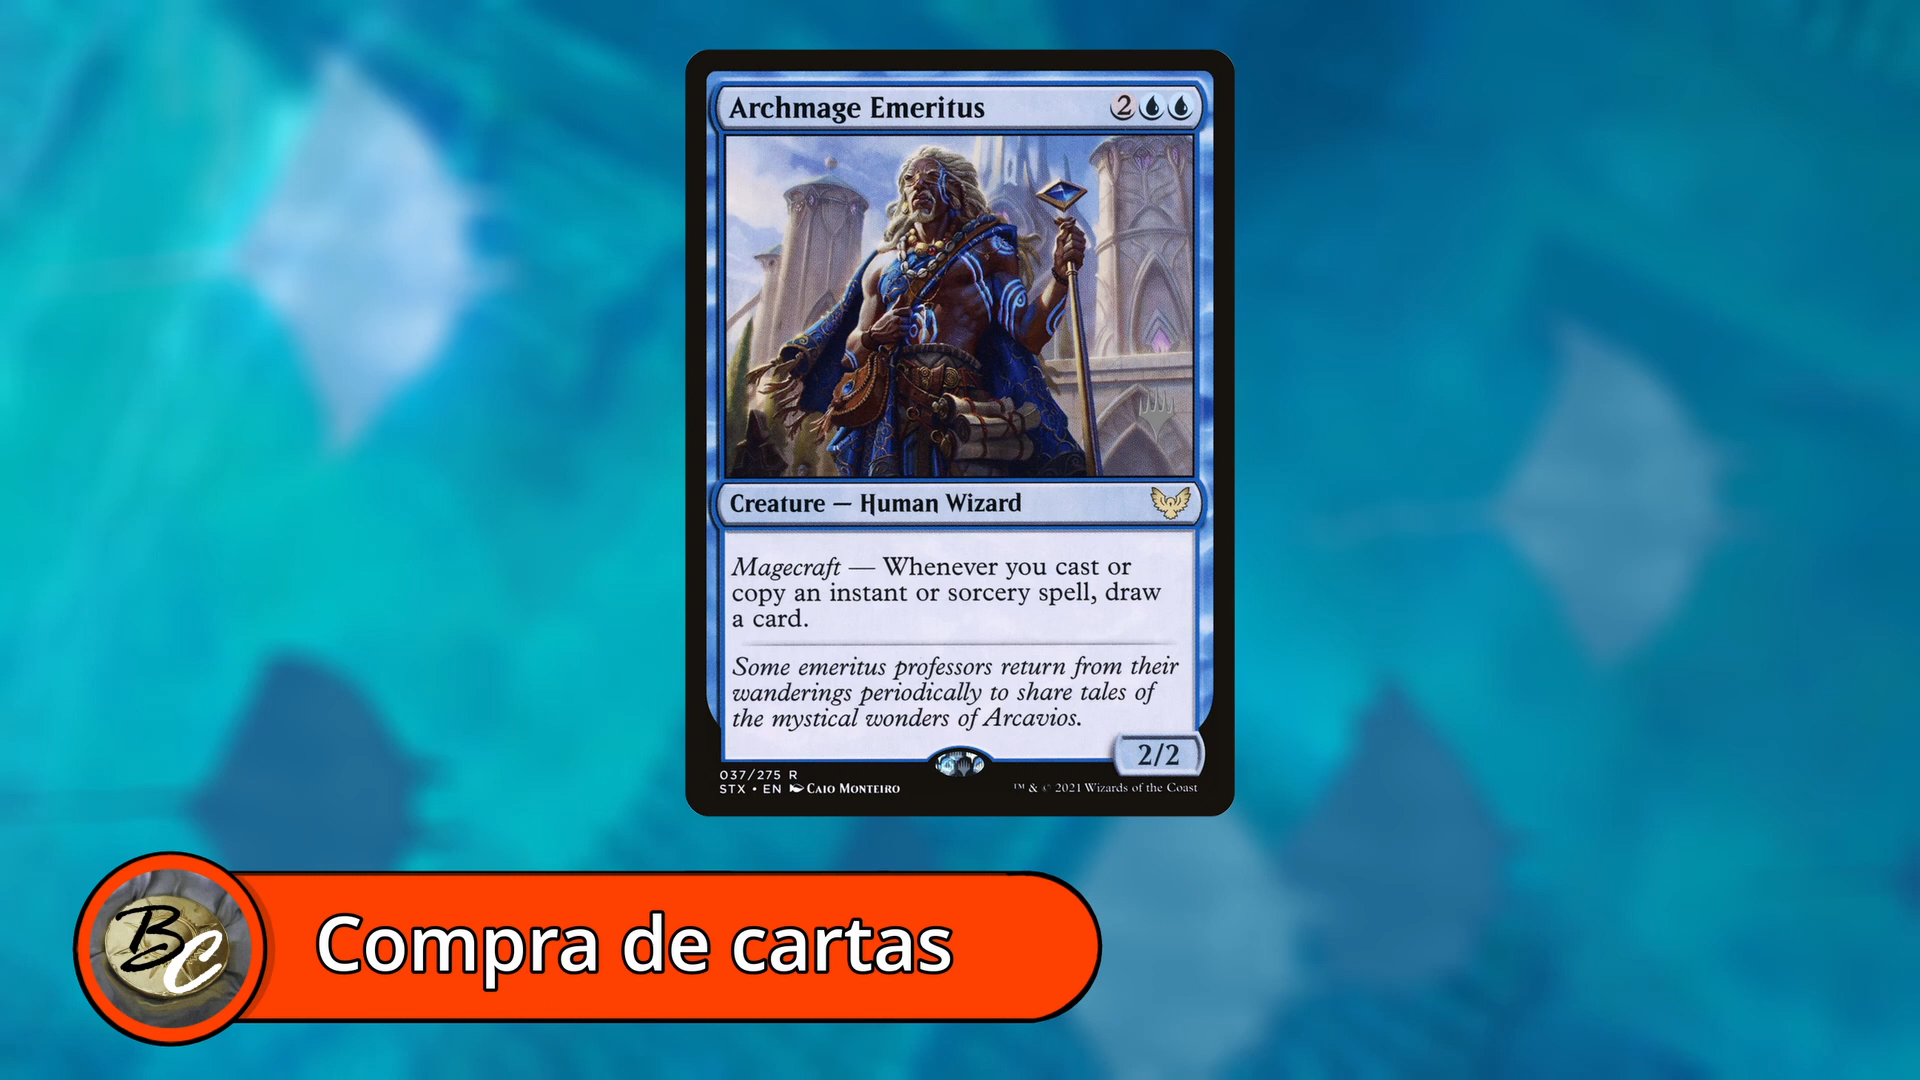 Archmage Emeritus 2
Creature — Human Wizard
Magecraft — Whenever you cast or
copy an instant or sorcery spell, draw
a card.
Some emeritus professors return from their
wanderings periodically to share tales of
the mystical wonders of Arcavios.
2/2
037/275 R
STX • EN CAIO MONTEIRO
™ & © 2021 Wizards of the Coast
BC
Compra de cartas